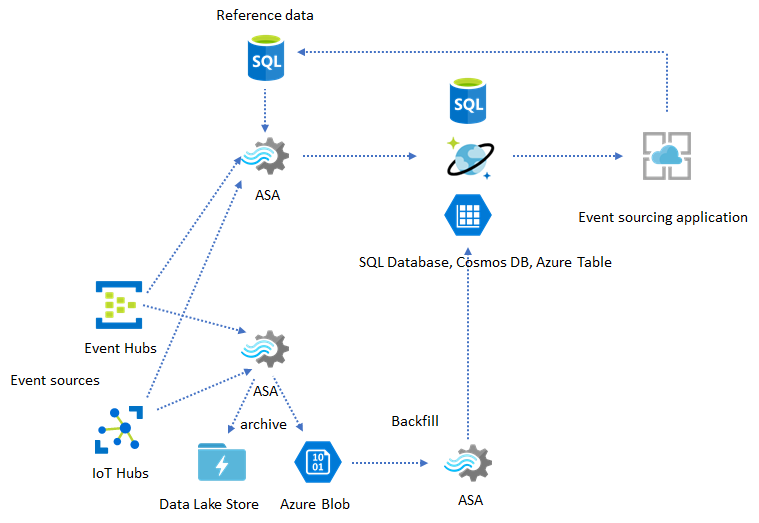 Reference data
SQL
SQL
ASA
Event sourcing application
SQL Database, Cosmos DB, Azure Table
Event Hubs
Event sources
ASA
archive
Backfill
IoT Hubs
10
01
Data Lake Store
Azure Blob
ASA